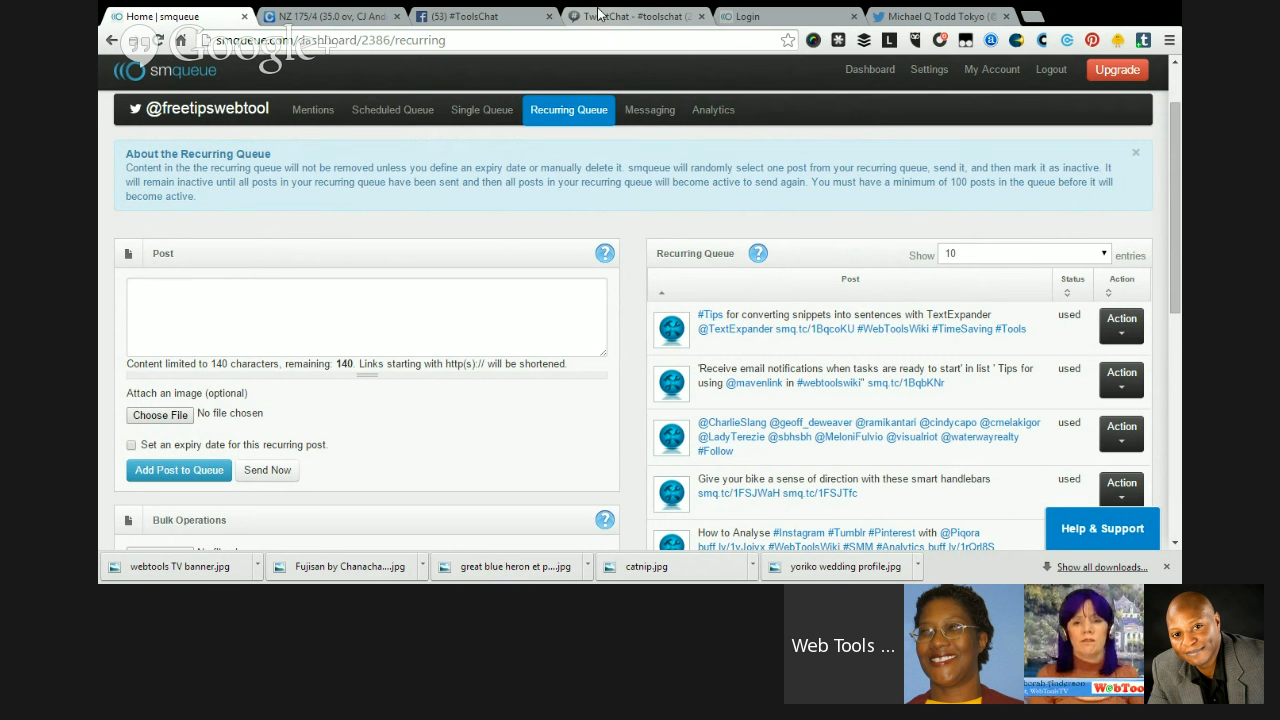 Home | smqueue
NZ 175/4 (35.0 ov, CJ And
(53) #ToolsChat
TweetChat - #toolschat (2
Login
Michael Q Todd Tokyo (@
smqueue.com/dashboard/2386/recurring
Google+
smqueue
Dashboard
Settings
My Account
Logout
Upgrade
@freetipswebtool
Mentions
Scheduled Queue
Single Queue
Recurring Queue
Messaging
Analytics
About the Recurring Queue
Content in the the recurring queue will not be removed unless you define an expiry date or manually delete it. smqueue will randomly select one post from your recurring queue, send it, and then mark it as inactive. It
will remain inactive until all posts in your recurring queue have been sent and then all posts in your recurring queue will become active to send again. You must have a minimum of 100 posts in the queue before it will
become active.
Post
Content limited to 140 characters, remaining: 140. Links starting with http(s):// will be shortened.
Attach an image (optional)
Choose File No file chosen
Set an expiry date for this recurring post.
Add Post to Queue
Send Now
Bulk Operations
Recurring Queue
Show 10 entries
Post
Status
Action
#Tips for converting snippets into sentences with TextExpander
@TextExpander smq.tc/1BqcoKU #WebToolsWiki #TimeSaving #Tools
used
Action
'Receive email notifications when tasks are ready to start' in list ' Tips for
using @mavenlink in #webtoolswiki" smq.tc/1BqbKNr
used
Action
@CharlieSlang @geoff_deweaver @ramikantari @cindycapo @cmelakigor
@LadyTerezie @sbhsbh @MeloniFulvio @visualriot @waterwayrealty
#Follow
used
Action
Give your bike a sense of direction with these smart handlebars
smq.tc/1FSJWaH smq.tc/1FSJTfc
used
Action
How to Analyse #Instagram #Tumblr #Pinterest with @Piqora
buff.ly/1yJojyx #WebToolsWiki #SMM #Analytics buff.ly/1rQrI8S
Help & Support
webtools TV banner.jpg
Fujisan by Chanacha....jpg
great blue heron et p....jpg
catnip.jpg
yoriko wedding profile.jpg
Show all downloads...
Web Tools ...
WebToo